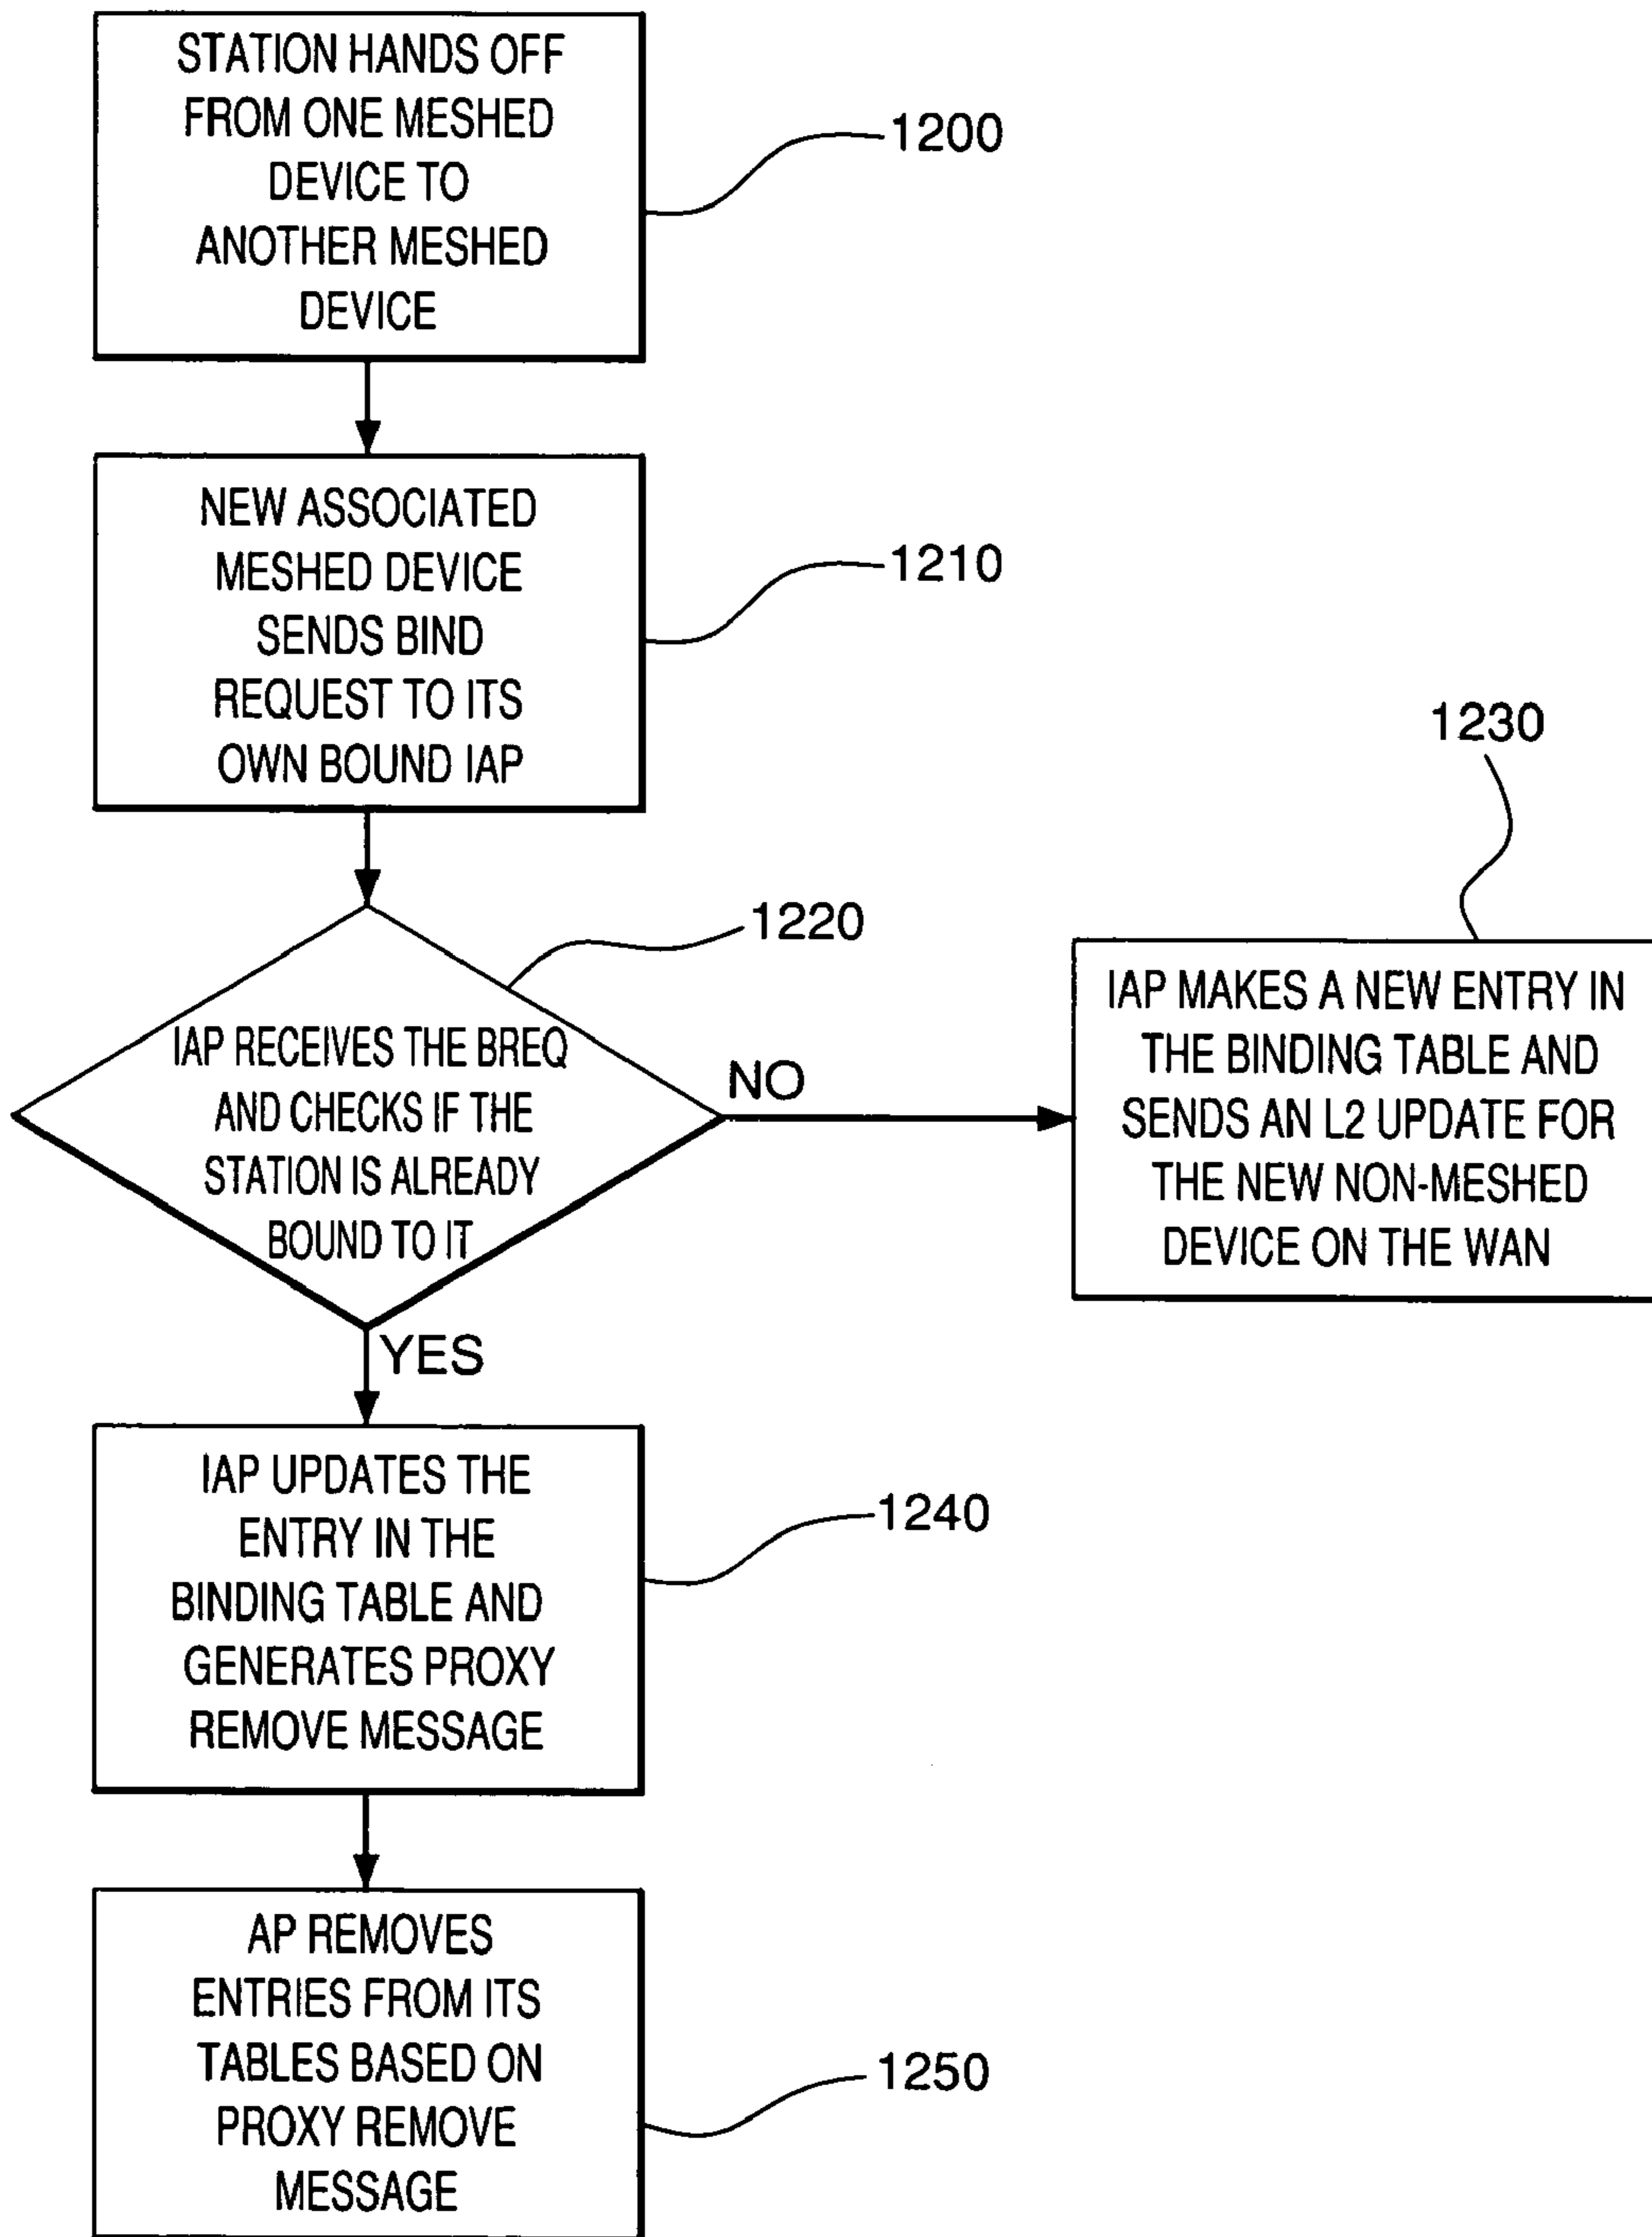 STATION HANDS OFF
FROM ONE MESHED
DEVICE TO
ANOTHER MESHED
DEVICE
1200
NEW ASSOCIATED
MESHED DEVICE
SENDS BIND
REQUEST TO ITS
OWN BOUND IAP
1210
1220
IAP RECEIVES THE BREQ
AND CHECKS IF THE
STATION IS ALREADY
BOUND TO IT
NO
1230
IAP MAKES A NEW ENTRY IN
THE BINDING TABLE AND
SENDS AN L2 UPDATE FOR
THE NEW NON-MESHED
DEVICE ON THE WAN
YES
IAP UPDATES THE
ENTRY IN THE
BINDING TABLE AND
GENERATES PROXY
REMOVE MESSAGE
1240
AP REMOVES
ENTRIES FROM ITS
TABLES BASED ON
PROXY REMOVE
MESSAGE
1250